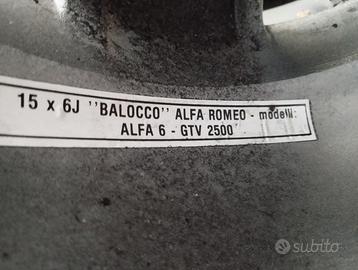 15 x 6J "BALOCCO" ALFA ROMEO - modelli:
ALFA 6 - GTV 2500
subito